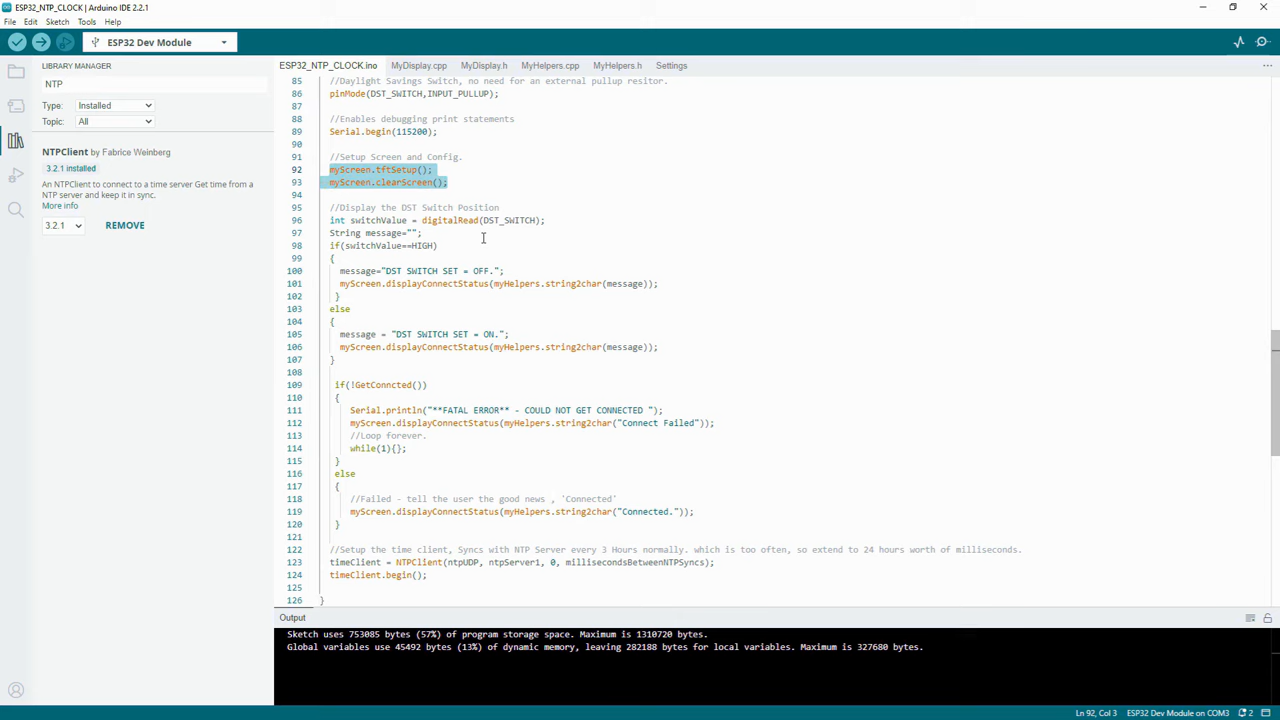 ESP32_NTP_CLOCK | Arduino IDE 2.2.1
File Edit Sketch Tools Help
ESP32 Dev Module
LIBRARY MANAGER
NTP
Type: Installed
Topic: All
NTPClient by Fabrice Weinberg
3.2.1 installed
An NTPClient to connect to a time server Get time from a
NTP server and keep it in sync.
More info
3.2.1 REMOVE
ESP32_NTP_CLOCK.ino MyDisplay.cpp MyDisplay.h MyHelpers.cpp MyHelpers.h Settings
85 //Daylight Savings Switch, no need for an external pullup resitor.
86 pinMode(DST_SWITCH,INPUT_PULLUP);
87
88 //Enables debugging print statements
89 Serial.begin(115200);
90
91 //Setup Screen and Config.
92 myScreen.tftSetup();
93 myScreen.clearScreen();
94
95 //Display the DST Switch Position
96 int switchValue = digitalRead(DST_SWITCH);
97 String message="";
98 if(switchValue==HIGH)
99 {
100 message="DST SWITCH SET = OFF.";
101 myScreen.displayConnectStatus(myHelpers.string2char(message));
102 }
103 else
104 {
105 message = "DST SWITCH SET = ON.";
106 myScreen.displayConnectStatus(myHelpers.string2char(message));
107 }
108
109 if(!GetConncted())
110 {
111 Serial.println("**FATAL ERROR** - COULD NOT GET CONNECTED ");
112 myScreen.displayConnectStatus(myHelpers.string2char("Connect Failed"));
113 //Loop forever.
114 while(1){};
115 }
116 else
117 {
118 //Failed - tell the user the good news , 'Connected'
119 myScreen.displayConnectStatus(myHelpers.string2char("Connected."));
120 }
121
122 //Setup the time client, Syncs with NTP Server every 3 Hours normally. which is too often, so extend to 24 hours worth of milliseconds.
123 timeClient = NTPClient(ntpUDP, ntpServer1, 0, millisecondsBetweenNTPSyncs);
124 timeClient.begin();
125
126 }
Output
Sketch uses 753085 bytes (57%) of program storage space. Maximum is 1310720 bytes.
Global variables use 45492 bytes (13%) of dynamic memory, leaving 282188 bytes for local variables. Maximum is 327680 bytes.
Ln 92, Col 3 ESP32 Dev Module on COM3 2